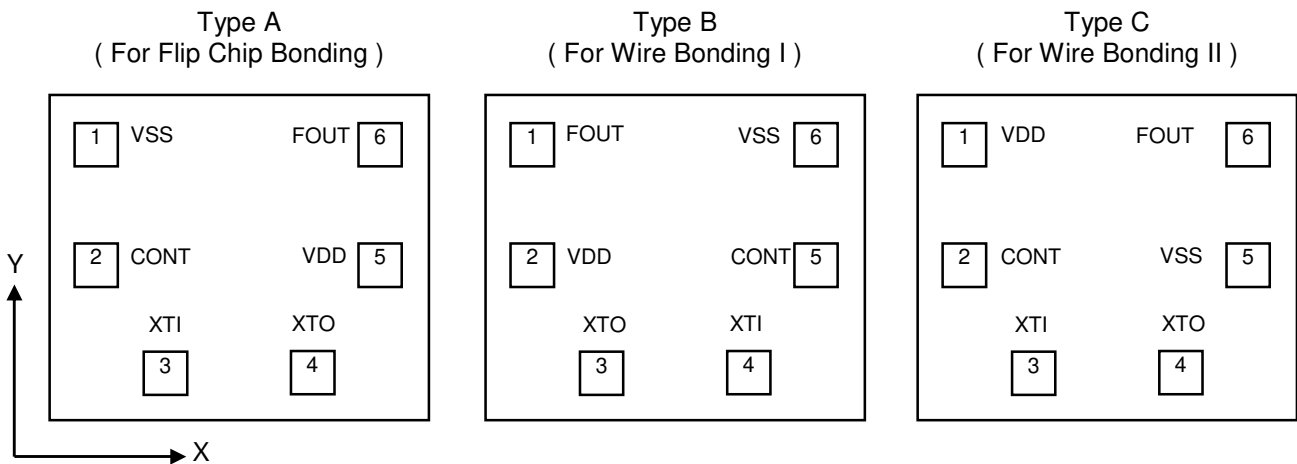 Type A
( For Flip Chip Bonding )
Type B
( For Wire Bonding I )
Type C
( For Wire Bonding II )
1 VSS FOUT 6
2 CONT VDD 5
XTI XTO
3 4
1 FOUT VSS 6
2 VDD CONT 5
XTO XTI
3 4
1 VDD FOUT 6
2 CONT VSS 5
XTI XTO
3 4
Y
X